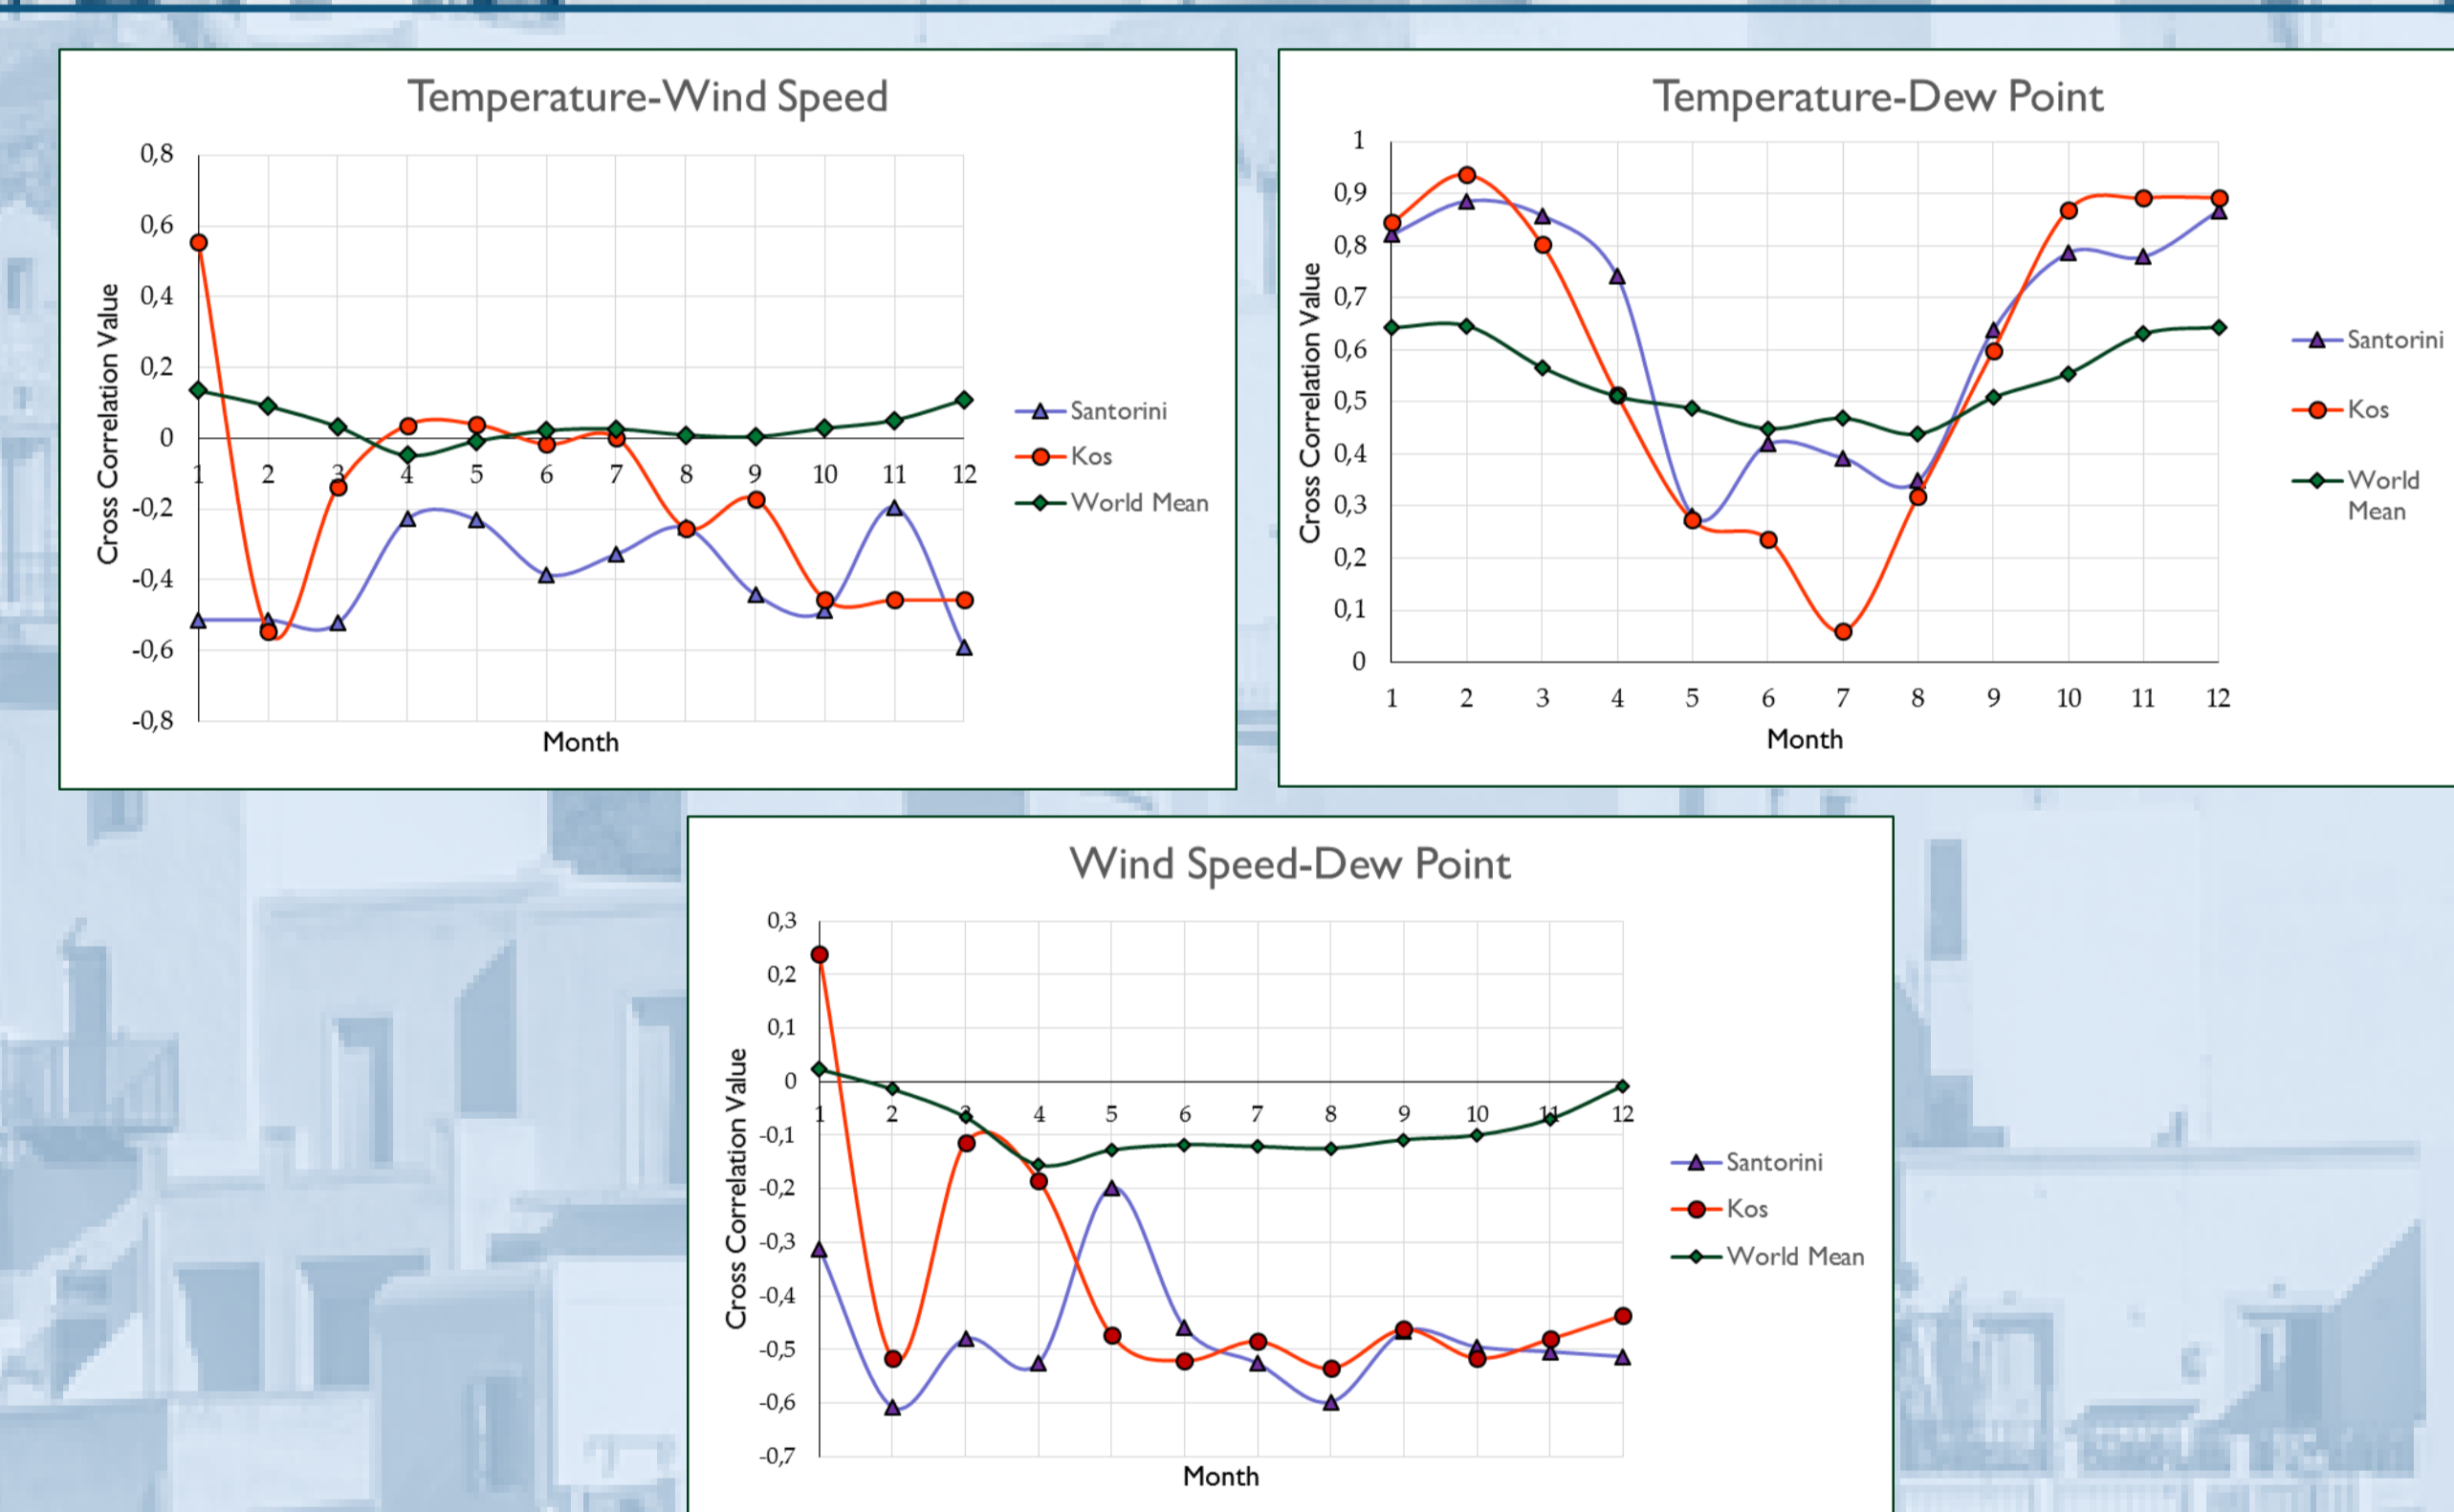 Temperature-Wind Speed
Cross Correlation Value
0,8
0,6
0,4
0,2
0
-0,2
-0,4
-0,6
-0,8
1 2 3 4 5 6 7 8 9 10 11 12
Month
Santorini
Kos
World Mean
Temperature-Dew Point
Cross Correlation Value
1
0,9
0,8
0,7
0,6
0,5
0,4
0,3
0,2
0,1
0
1 2 3 4 5 6 7 8 9 10 11 12
Month
Santorini
Kos
World
Mean
Wind Speed-Dew Point
Cross Correlation Value
0,3
0,2
0,1
0
-0,1
-0,2
-0,3
-0,4
-0,5
-0,6
-0,7
1 2 3 4 5 6 7 8 9 10 11 12
Month
Santorini
Kos
World Mean